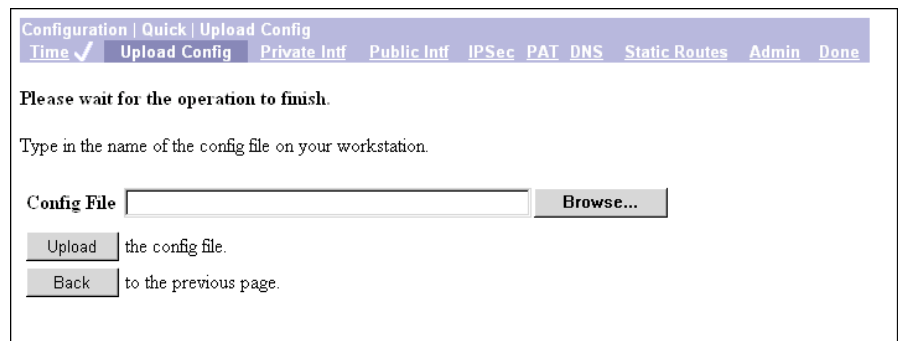 Configuration | Quick | Upload Config
Time Upload Config Private Intf Public Intf IPSec PAT DNS Static Routes Admin Done
Please wait for the operation to finish.
Type in the name of the config file on your workstation.
Config File Browse...
Upload the config file.
Back to the previous page.